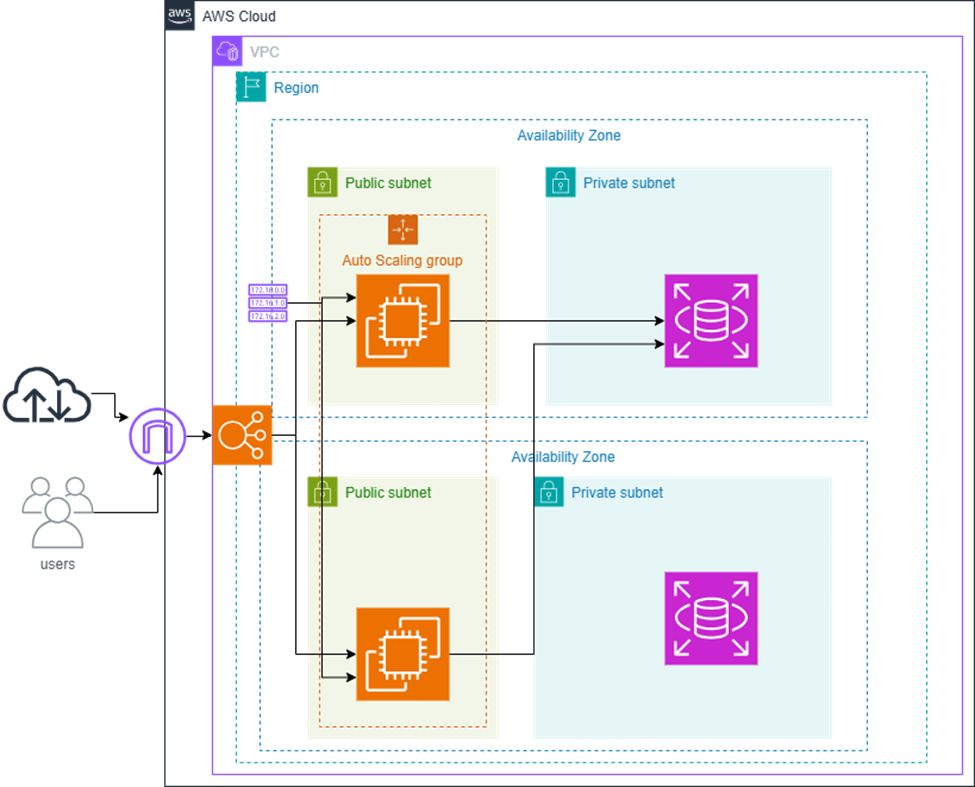 aws
AWS Cloud
VPC
Region
Availability Zone
Public subnet
Private subnet
Auto Scaling group
172.16.0.0
172.16.1.0
172.16.2.0
Availability Zone
Public subnet
Private subnet
users